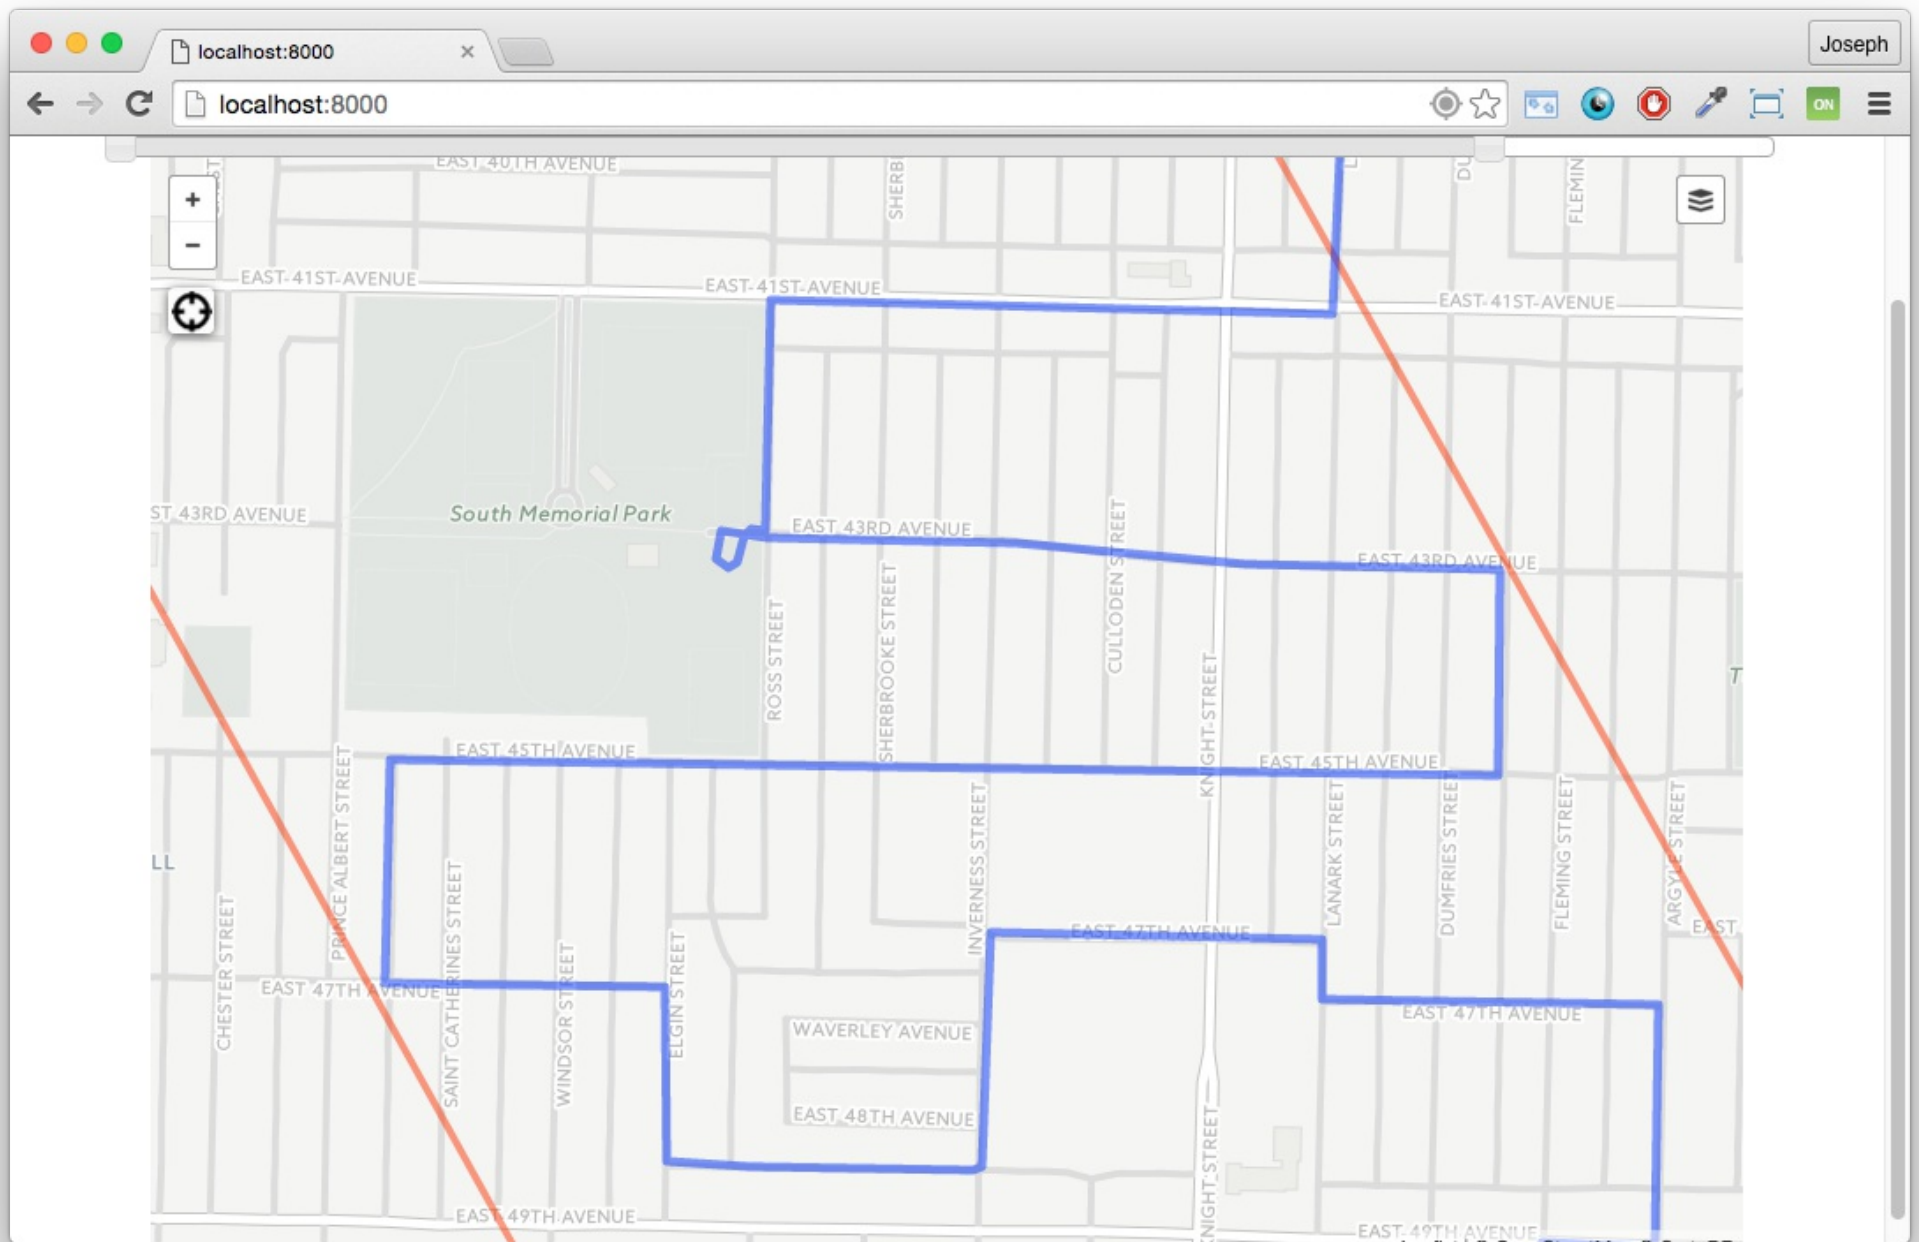 localhost:8000
Joseph
localhost:8000
ON
EAST 40TH AVENUE
SHERB
DU
FLEMIN
+
−
EAST 41ST AVENUE
EAST 41ST AVENUE
EAST 41ST AVENUE
ST 43RD AVENUE
South Memorial Park
EAST 43RD AVENUE
EAST 43RD AVENUE
CULLODEN STREET
ROSS STREET
SHERBROOKE STREET
KNIGHT STREET
T
EAST 45TH AVENUE
EAST 45TH AVENUE
PRINCE ALBERT STREET
INVERNESS STREET
LANARK STREET
DUMFRIES STREET
FLEMING STREET
ARGYLE STREET
LL
CHESTER STREET
SAINT CATHERINES STREET
WINDSOR STREET
ELGIN STREET
EAST 47TH AVENUE
EAST
EAST 47TH AVENUE
EAST 47TH AVENUE
WAVERLEY AVENUE
EAST 48TH AVENUE
KNIGHT STREET
EAST 49TH AVENUE
EAST 49TH AVENUE